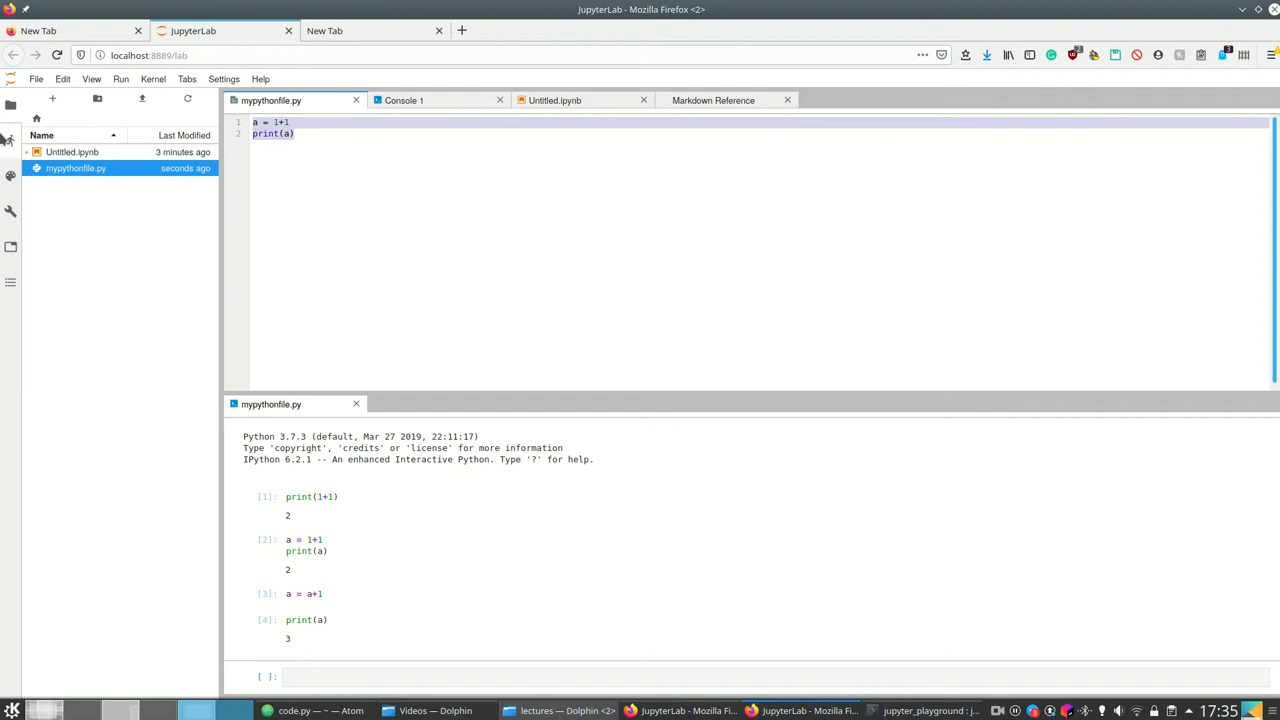 JupyterLab - Mozilla Firefox <2>
New Tab
JupyterLab
New Tab
localhost:8889/lab
2
3
File Edit View Run Kernel Tabs Settings Help
mypythonfile.py
Console 1
Untitled.ipynb
Markdown Reference
Name
Last Modified
Untitled.ipynb 3 minutes ago
mypythonfile.py seconds ago
1 a = 1+1
2 print(a)
mypythonfile.py
Python 3.7.3 (default, Mar 27 2019, 22:11:17)
Type 'copyright', 'credits' or 'license' for more information
IPython 6.2.1 -- An enhanced Interactive Python. Type '?' for help.
[1]: print(1+1)
2
[2]: a = 1+1
print(a)
2
[3]: a = a+1
[4]: print(a)
3
[ ]:
code.py — ~ — Atom
Videos — Dolphin
lectures — Dolphin <2>
JupyterLab - Mozilla Fi...
JupyterLab - Mozilla Fi...
jupyter_playground : j...
17:35